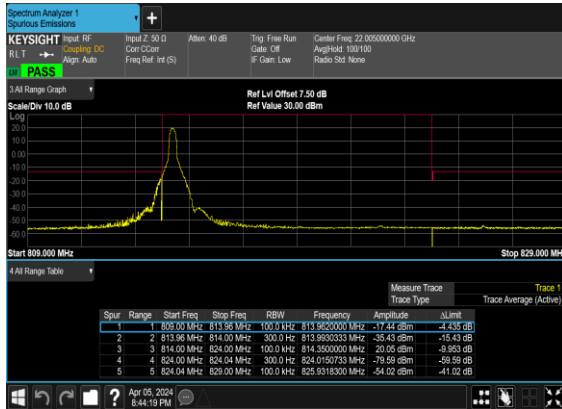 Spectrum Analyzer 1
Spurious Emissions
KEYSIGHT Input: RF Input Z: 50 Ω Atten: 40 dB Trig: Free Run Center Freq: 22.005000000 GHz
RLT Coupling: DC Corr CCorr Gate: Off Avg|Hold: 100/100
Align: Auto Freq Ref: Int (S) IF Gain: Low Radio Std: None
PASS
3 All Range Graph
Ref Lvl Offset 7.50 dB
Scale/Div 10.0 dB Ref Value 30.00 dBm
Log
20.0
10.0
0.00
-10.0
-20.0
-30.0
-40.0
-50.0
-60.0
Start 809.000 MHz Stop 829.000 MHz
4 All Range Table
Measure Trace Trace 1
Trace Type Trace Average (Active)
Spur Range Start Freq Stop Freq RBW Frequency Amplitude ΔLimit
1 1 809.00 MHz 813.96 MHz 100.0 kHz 813.9620000 MHz -17.44 dBm -4.435 dB
2 2 813.96 MHz 814.00 MHz 300.0 Hz 813.9930333 MHz -35.43 dBm -15.43 dB
3 3 814.00 MHz 824.00 MHz 100.0 kHz 814.3500000 MHz 20.05 dBm -9.953 dB
4 4 824.00 MHz 824.04 MHz 300.0 Hz 824.0150733 MHz -79.59 dBm -59.59 dB
5 5 824.04 MHz 829.00 MHz 100.0 kHz 825.9318300 MHz -54.02 dBm -41.02 dB
Apr 05, 2024
8:44:19 PM